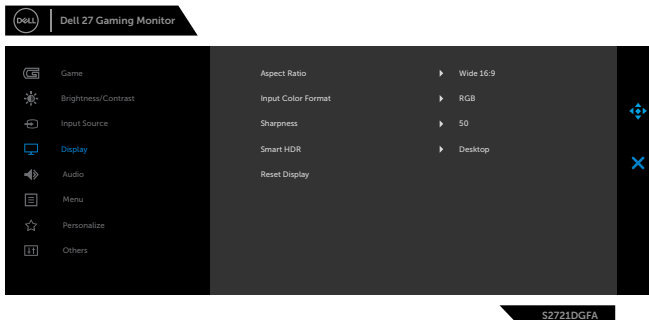 DELL
Dell 27 Gaming Monitor
Game
Aspect Ratio Wide 16:9
Brightness/Contrast
Input Color Format RGB
Input Source
Sharpness 50
Display
Smart HDR Desktop
Audio
Reset Display
Menu
Personalize
Others
S2721DGFA